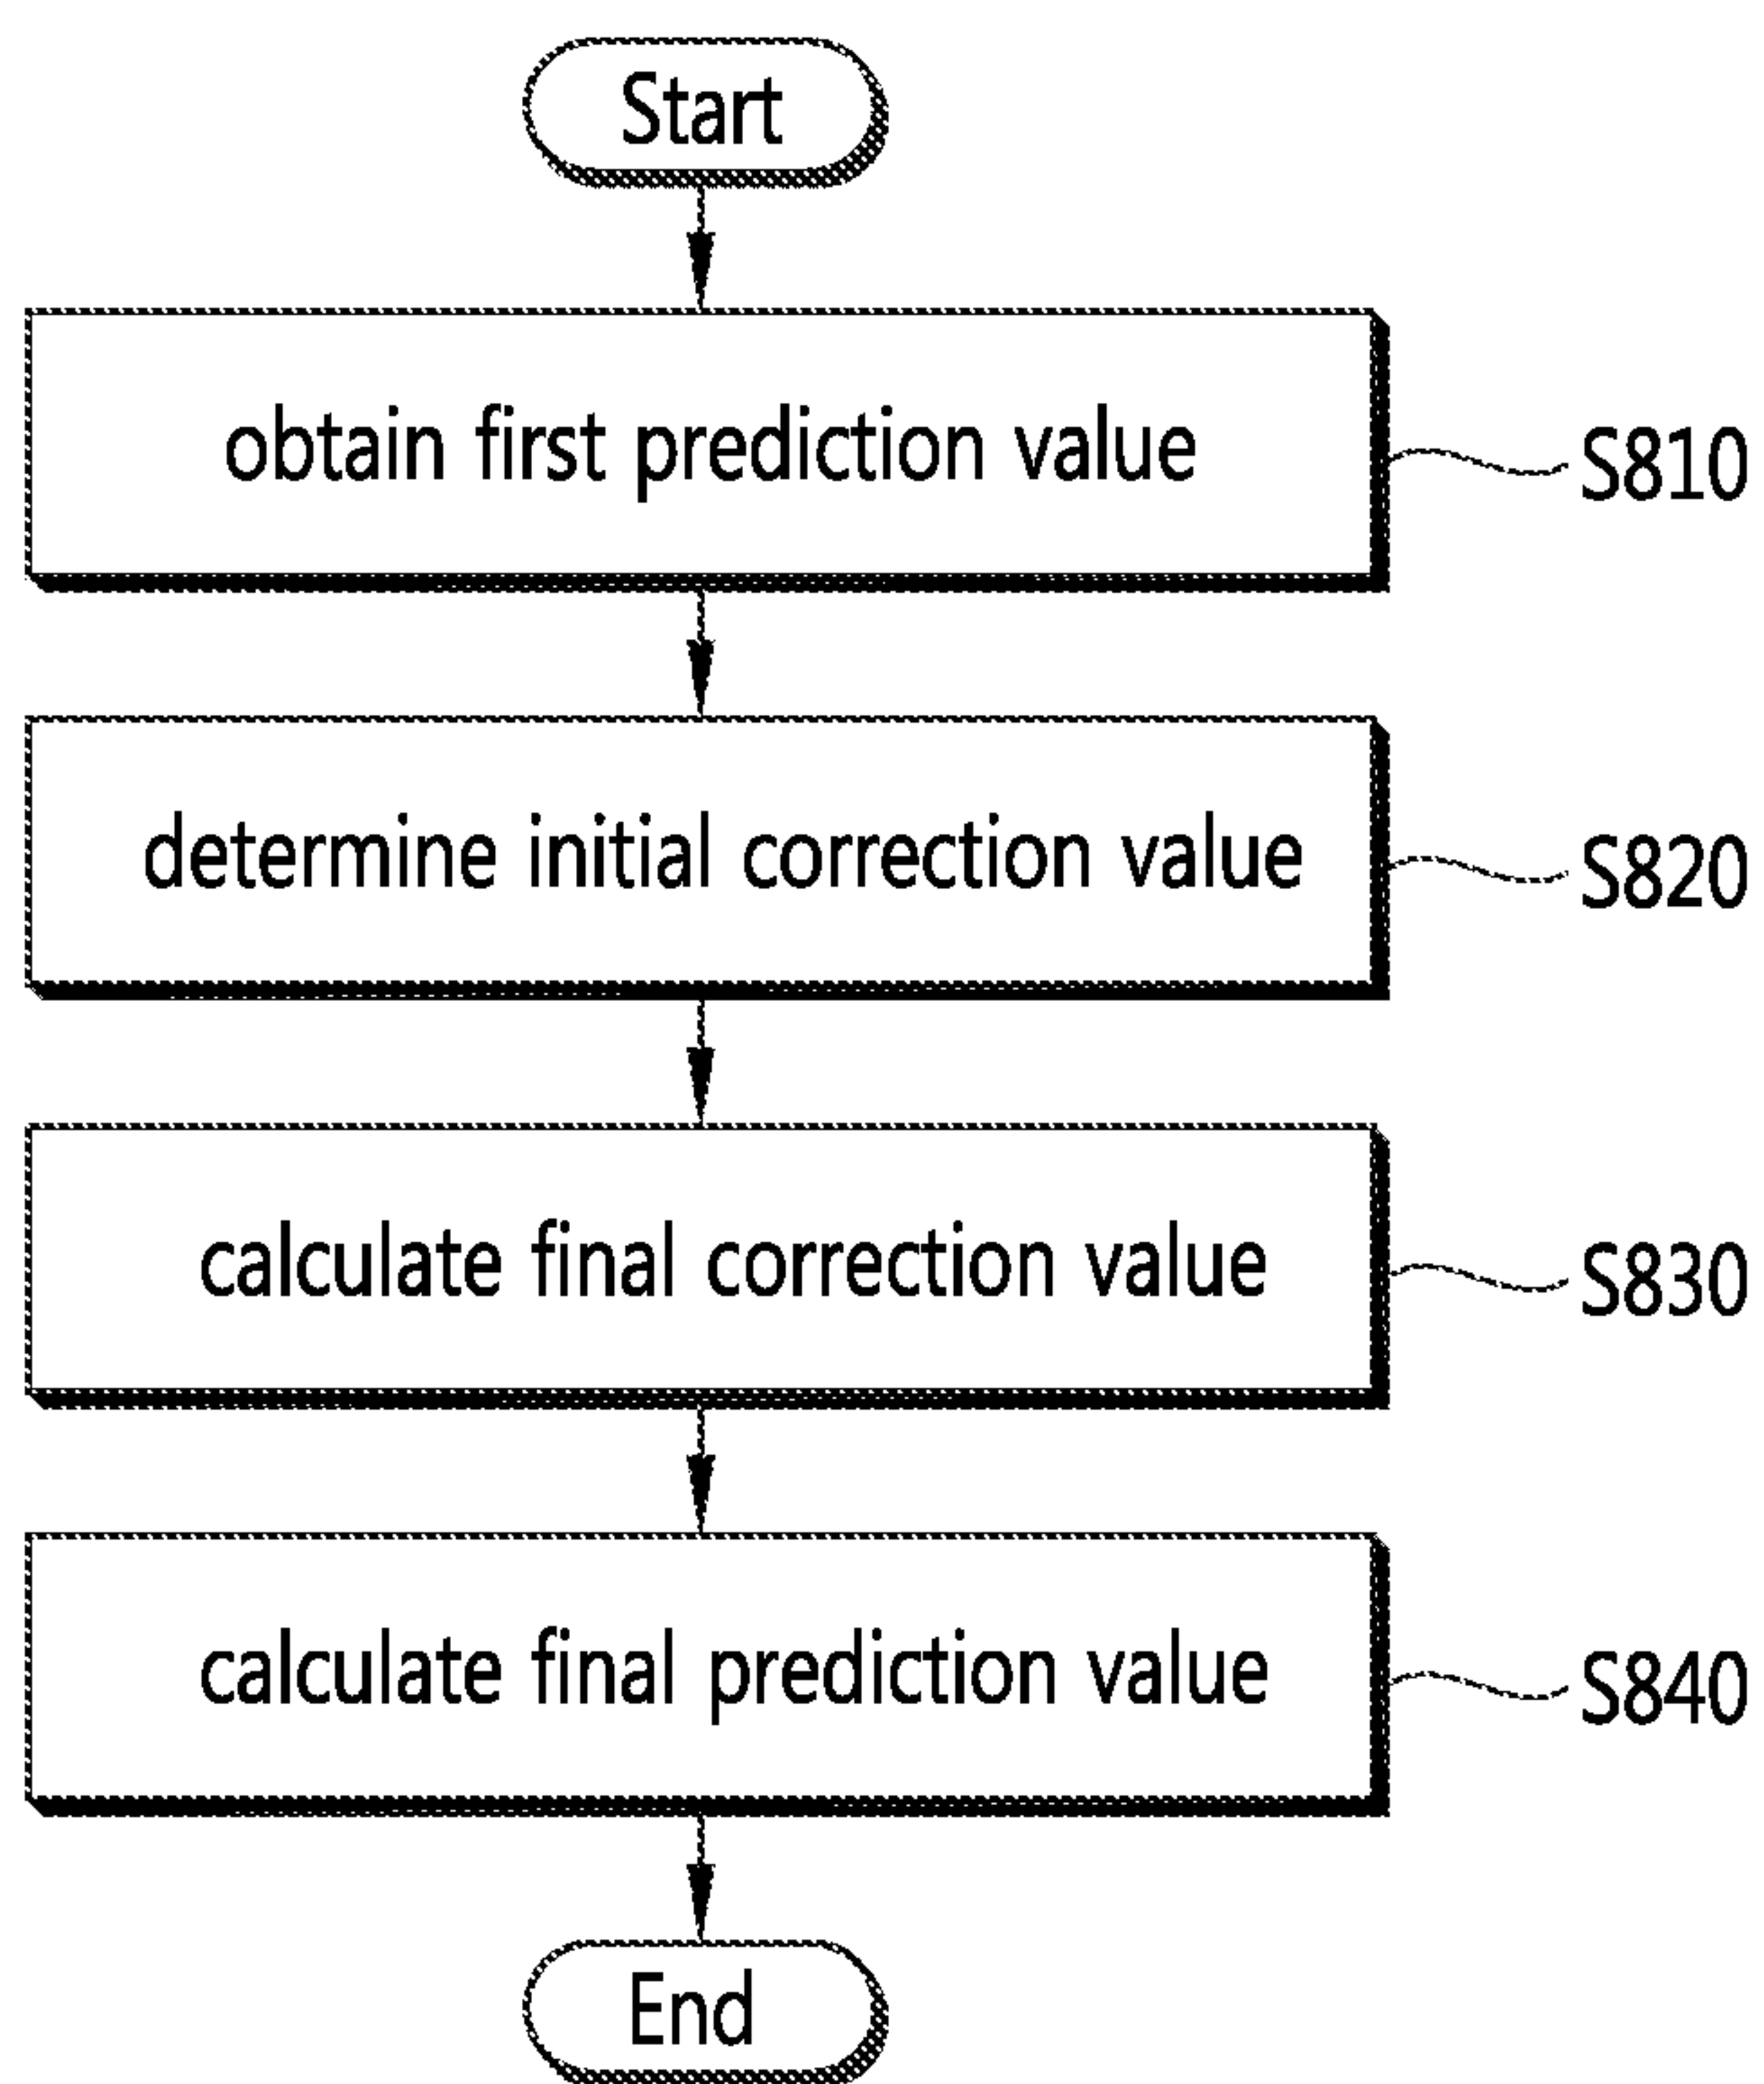 Start
obtain first prediction value
S810
determine initial correction value
S820
calculate final correction value
S830
calculate final prediction value
S840
End